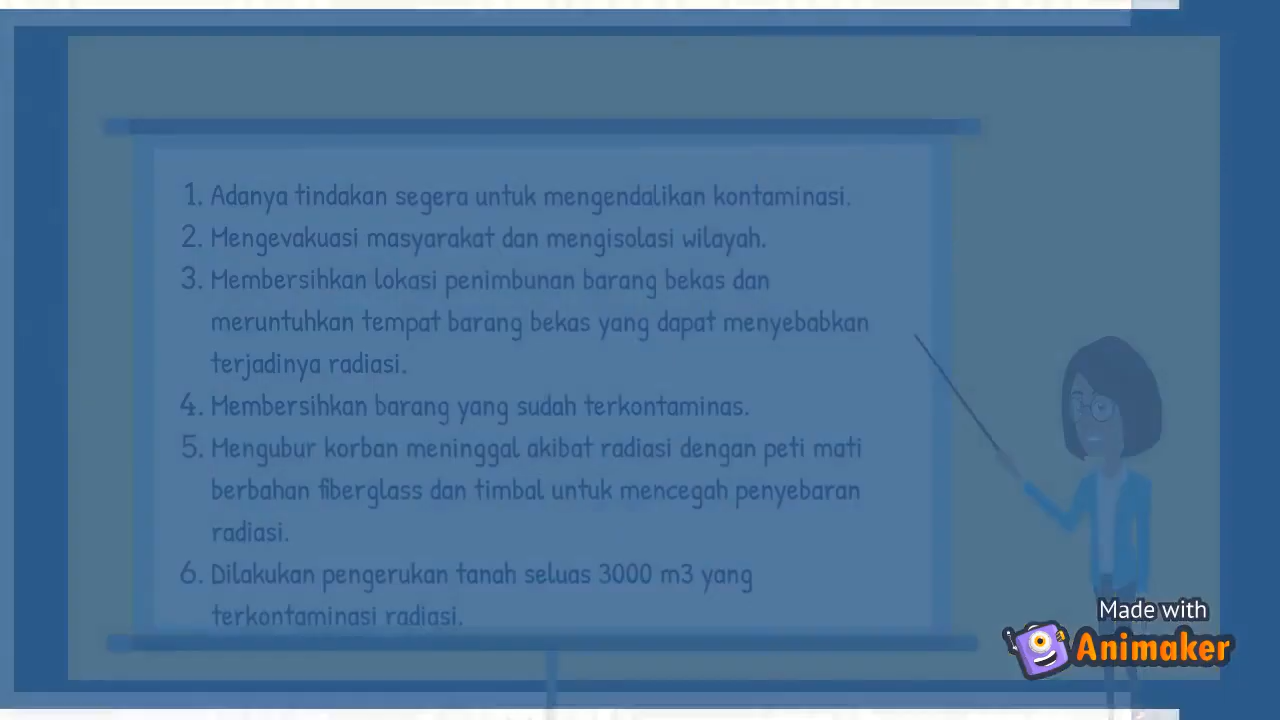 1. Adanya tindakan segera untuk mengendalikan kontaminasi.
2. Mengevakuasi masyarakat dan mengisolasi wilayah.
3. Membersihkan lokasi penimbunan barang bekas dan
meruntuhkan tempat barang bekas yang dapat menyebabkan
terjadinya radiasi.
4. Membersihkan barang yang sudah terkontaminas.
5. Mengubur korban meninggal akibat radiasi dengan peti mati
berbahan fiberglass dan timbal untuk mencegah penyebaran
radiasi.
6. Dilakukan pengerukan tanah seluas 3000 m3 yang
terkontaminasi radiasi.
Made with
Animaker